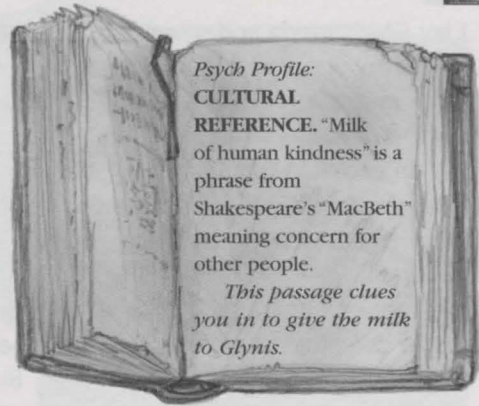 Psych Profile:
CULTURAL
REFERENCE. “Milk
of human kindness” is a
phrase from
Shakespeare’s “MacBeth”
meaning concern for
other people.
This passage clues
you in to give the milk
to Glynis.